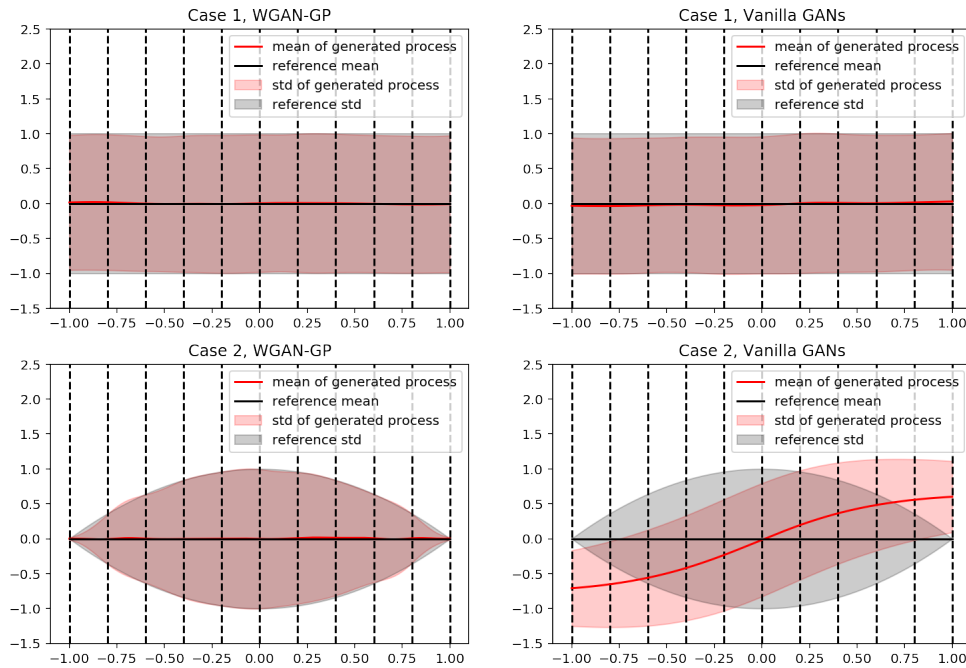 Case 1, WGAN-GP
2.5
2.0
1.5
1.0
0.5
0.0
−0.5
−1.0
−1.5
mean of generated process
reference mean
std of generated process
reference std
−1.00 −0.75 −0.50 −0.25 0.00 0.25 0.50 0.75 1.00
Case 1, Vanilla GANs
2.5
2.0
1.5
1.0
0.5
0.0
−0.5
−1.0
−1.5
mean of generated process
reference mean
std of generated process
reference std
−1.00 −0.75 −0.50 −0.25 0.00 0.25 0.50 0.75 1.00
Case 2, WGAN-GP
2.5
2.0
1.5
1.0
0.5
0.0
−0.5
−1.0
−1.5
mean of generated process
reference mean
std of generated process
reference std
−1.00 −0.75 −0.50 −0.25 0.00 0.25 0.50 0.75 1.00
Case 2, Vanilla GANs
2.5
2.0
1.5
1.0
0.5
0.0
−0.5
−1.0
−1.5
mean of generated process
reference mean
std of generated process
reference std
−1.00 −0.75 −0.50 −0.25 0.00 0.25 0.50 0.75 1.00